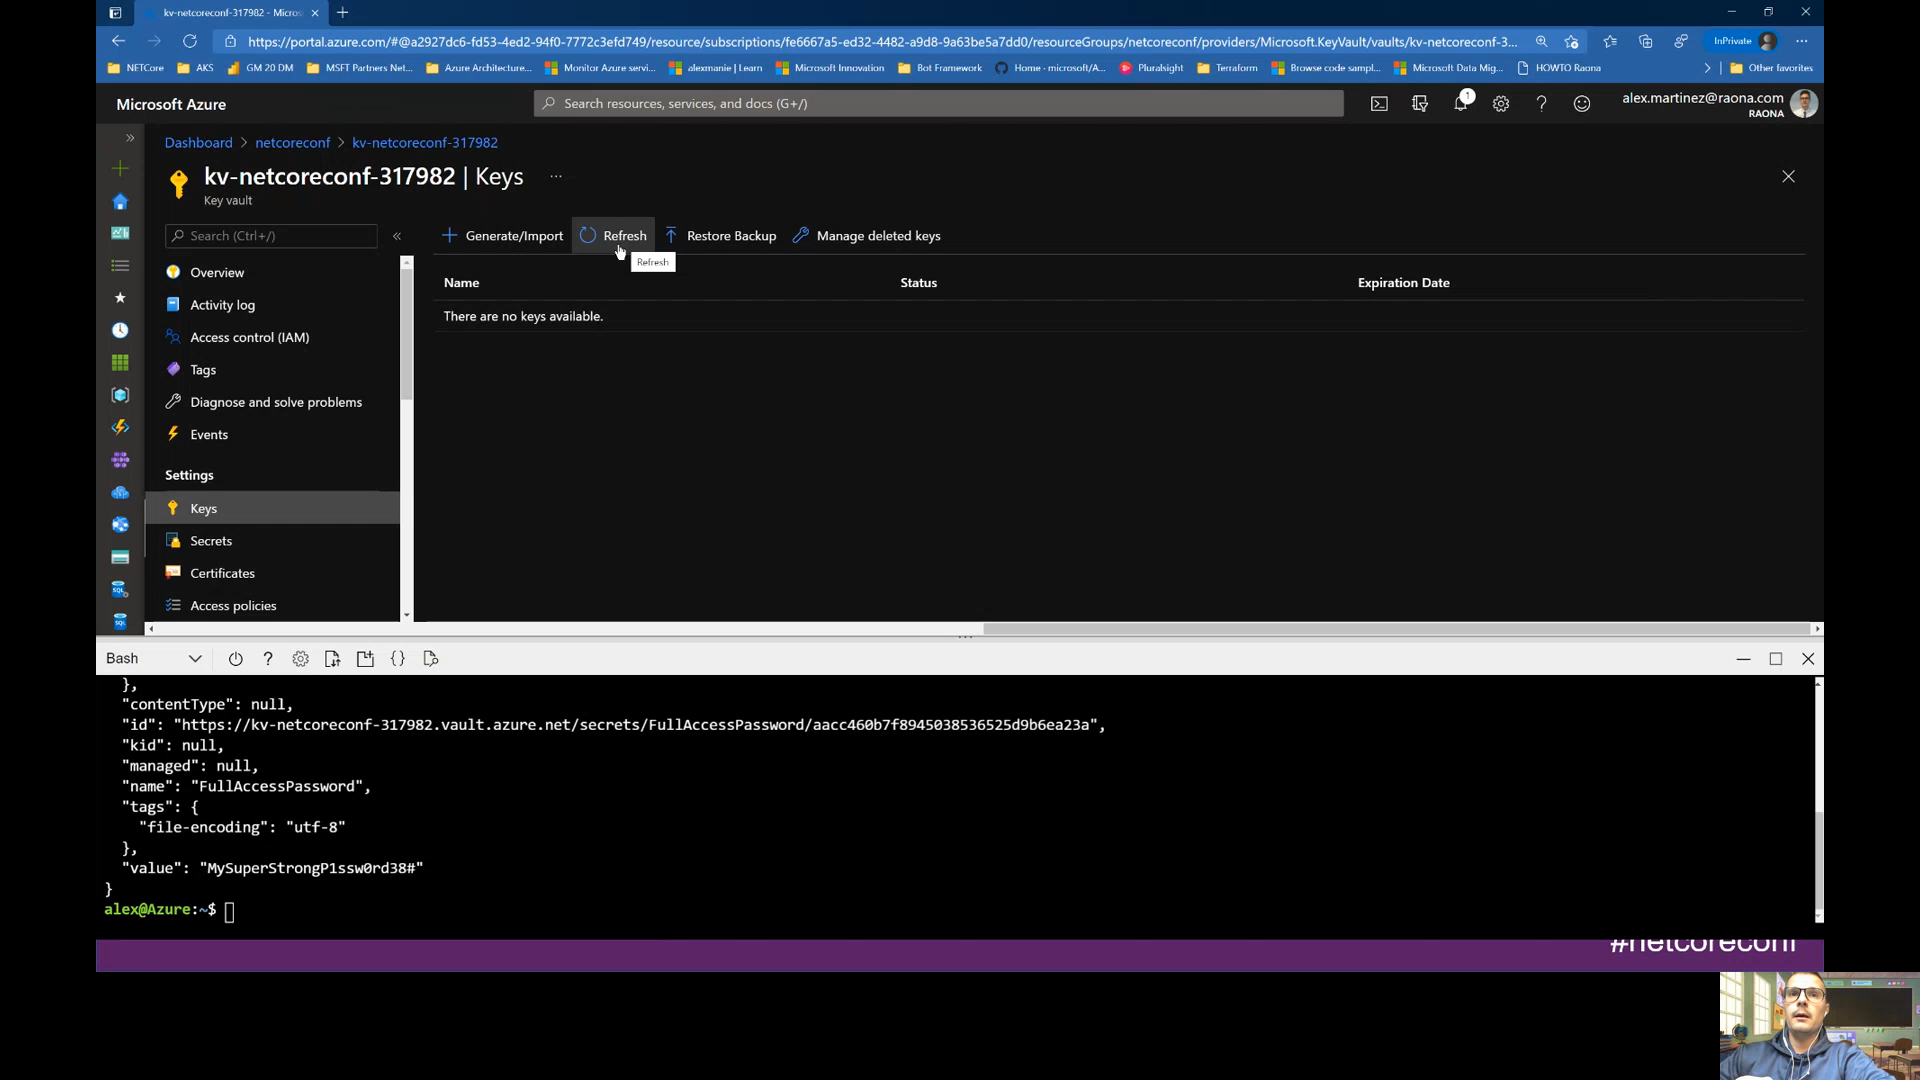 kv-netcoreconf-317982 - Micros
https://portal.azure.com/#@a2927dc6-fd53-4ed2-94f0-7772c3efd749/resource/subscriptions/fe6667a5-ed32-4482-a9d8-9a63be5a7dd0/resourceGroups/netcoreconf/providers/Microsoft.KeyVault/vaults/kv-netcoreconf-3...
InPrivate
NETCore
AKS
GM 20 DM
MSFT Partners Net...
Azure Architecture...
Monitor Azure servi...
alexmanie | Learn
Microsoft Innovation
Bot Framework
Home · microsoft/A...
Pluralsight
Terraform
Browse code sampl...
Microsoft Data Mig...
HOWTO Raona
Other favorites
Microsoft Azure
Search resources, services, and docs (G+/)
1
alex.martinez@raona.com
RAONA
Dashboard > netcoreconf > kv-netcoreconf-317982
kv-netcoreconf-317982 | Keys ...
Key vault
Search (Ctrl+/)
Generate/Import
Refresh
Restore Backup
Manage deleted keys
Refresh
Overview
Activity log
Access control (IAM)
Tags
Diagnose and solve problems
Events
Settings
Keys
Secrets
Certificates
Access policies
Name
Status
Expiration Date
There are no keys available.
Bash
},
"contentType": null,
"id": "https://kv-netcoreconf-317982.vault.azure.net/secrets/FullAccessPassword/aacc460b7f8945038536525d9b6ea23a",
"kid": null,
"managed": null,
"name": "FullAccessPassword",
"tags": {
"file-encoding": "utf-8"
},
"value": "MySuperStrongP1ssw0rd38#"
}
alex@Azure:~$
#netcoreconf